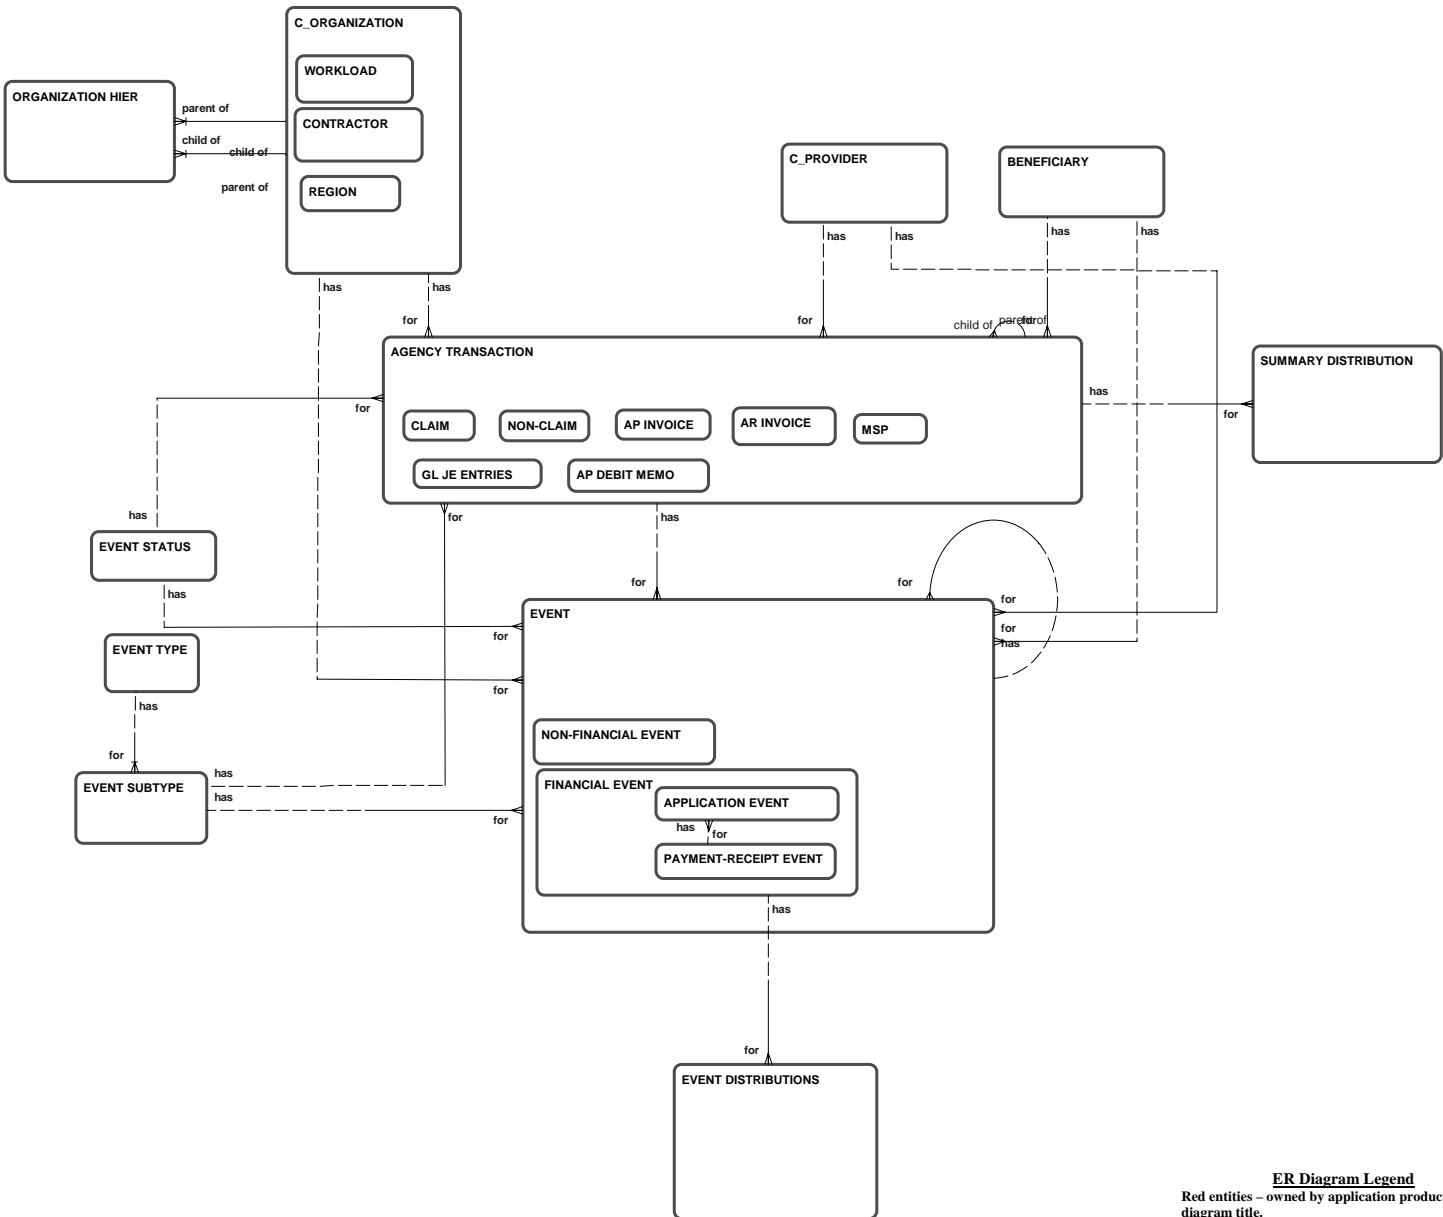 C_ORGANIZATION
WORKLOAD
ORGANIZATION HIER
parent of
CONTRACTOR
child of
child of
parent of
REGION
C_PROVIDER
BENEFICIARY
has
has
has
has
has
has
for
for
child of
parent of
for
AGENCY TRANSACTION
SUMMARY DISTRIBUTION
has
for
for
CLAIM
NON-CLAIM
AP INVOICE
AR INVOICE
MSP
GL JE ENTRIES
AP DEBIT MEMO
has
for
has
EVENT STATUS
has
for
for
for
EVENT
for
for
has
for
EVENT TYPE
for
has
NON-FINANCIAL EVENT
for
has
EVENT SUBTYPE
has
for
FINANCIAL EVENT
APPLICATION EVENT
has
for
PAYMENT-RECEIPT EVENT
has
for
EVENT DISTRIBUTIONS
ER Diagram Legend
Red entities – owned by application produc
diagram title.